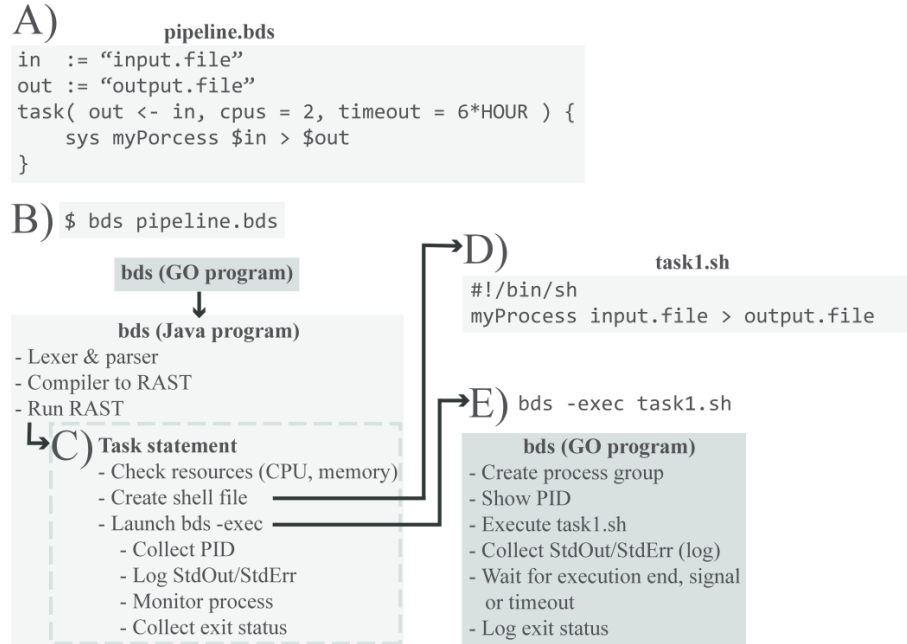 A)
pipeline.bds
in := “input.file”
out := “output.file”
task( out <- in, cpus = 2, timeout = 6*HOUR ) {
sys myPorcess $in > $out
}
B) $ bds pipeline.bds
bds (GO program)
bds (Java program)
- Lexer & parser
- Compiler to RAST
- Run RAST
C) Task statement
- Check resources (CPU, memory)
- Create shell file
- Launch bds -exec
- Collect PID
- Log StdOut/StdErr
- Monitor process
- Collect exit status
D)
task1.sh
#!/bin/sh
myProcess input.file > output.file
E) bds -exec task1.sh
bds (GO program)
- Create process group
- Show PID
- Execute task1.sh
- Collect StdOut/StdErr (log)
- Wait for execution end, signal
or timeout
- Log exit status